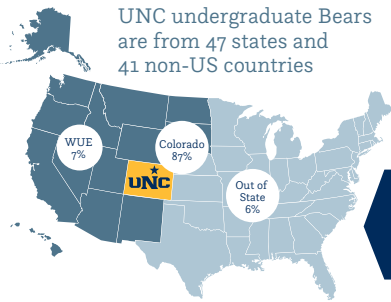 UNC undergraduate Bears
are from 47 states and
41 non-US countries
WUE
7%
Colorado
87%
UNC
Out of
State
6%